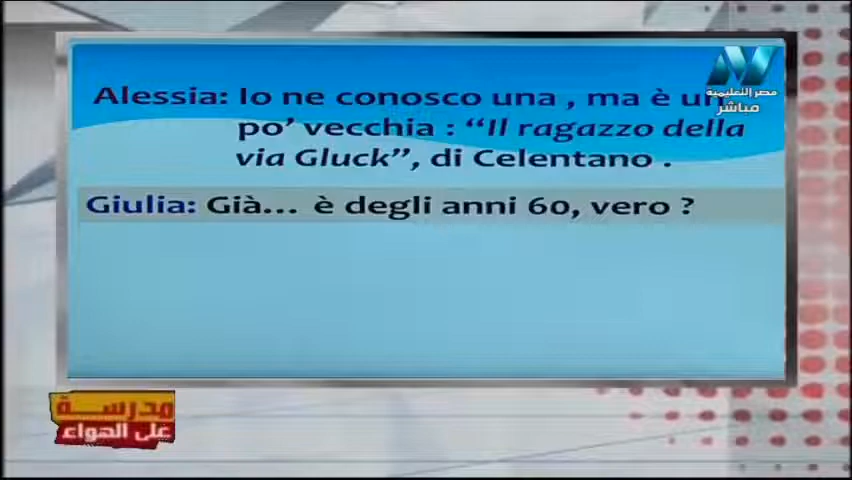 مصر التعليمية
مباشر
Alessia: Io ne conosco una , ma è un
po' vecchia : “Il ragazzo della
via Gluck”, di Celentano .
Giulia: Già... è degli anni 60, vero ?
مدرسة
على الهواء